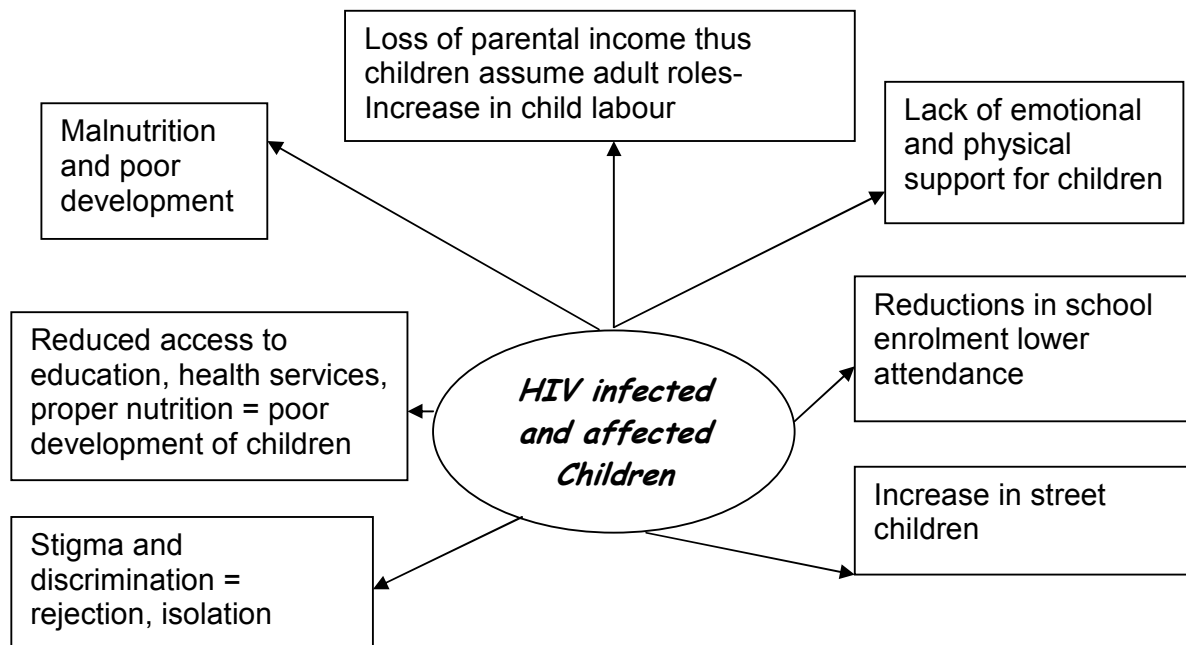 Loss of parental income thus
children assume adult roles-
Increase in child labour
Malnutrition
and poor
development
Lack of emotional
and physical
support for children
Reduced access to
education, health services,
proper nutrition = poor
development of children
HIV infected
and affected
Children
Reductions in school
enrolment lower
attendance
Stigma and
discrimination =
rejection, isolation
Increase in street
children